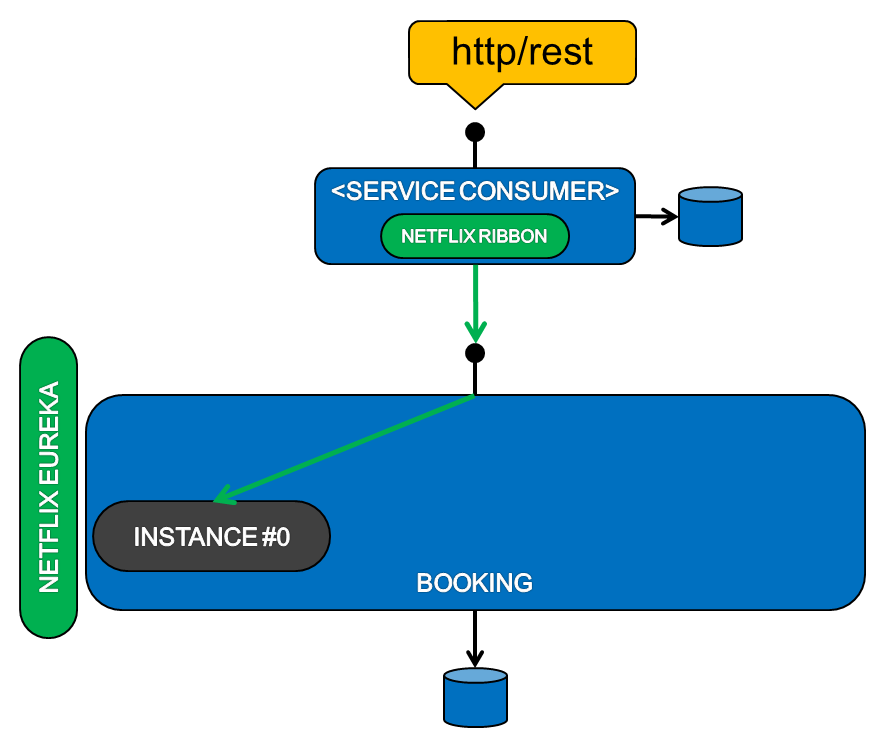 http/rest
<SERVICE CONSUMER>
NETFLIX RIBBON
NETFLIX EUREKA
INSTANCE #0
BOOKING